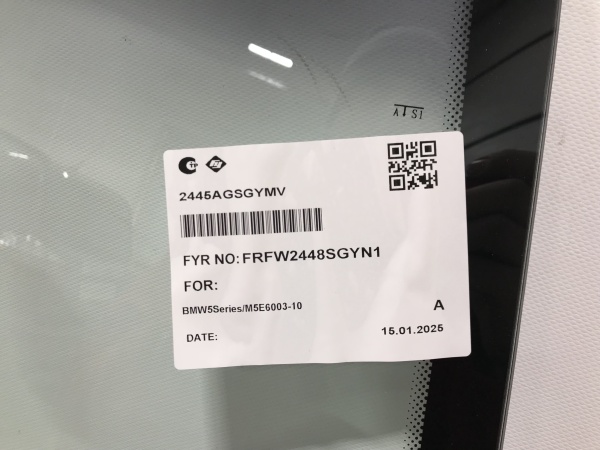 A S1
2445AGSGYMV
FYR NO:FRFW2448SGYN1
FOR:
BMW5Series/M5E6003-10
A
DATE:
15.01.2025